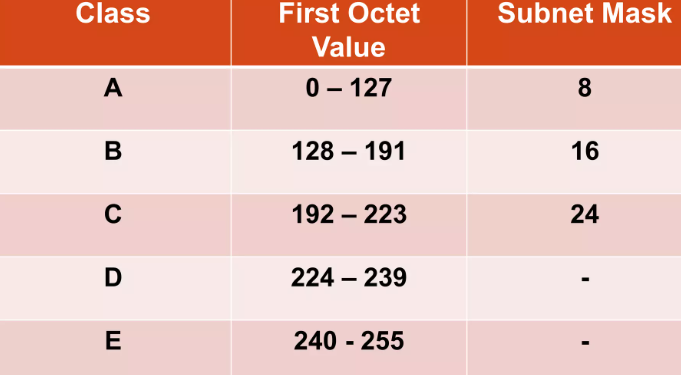 Class First Octet Value Subnet Mask
A 0 – 127 8
B 128 – 191 16
C 192 – 223 24
D 224 – 239 -
E 240 - 255 -